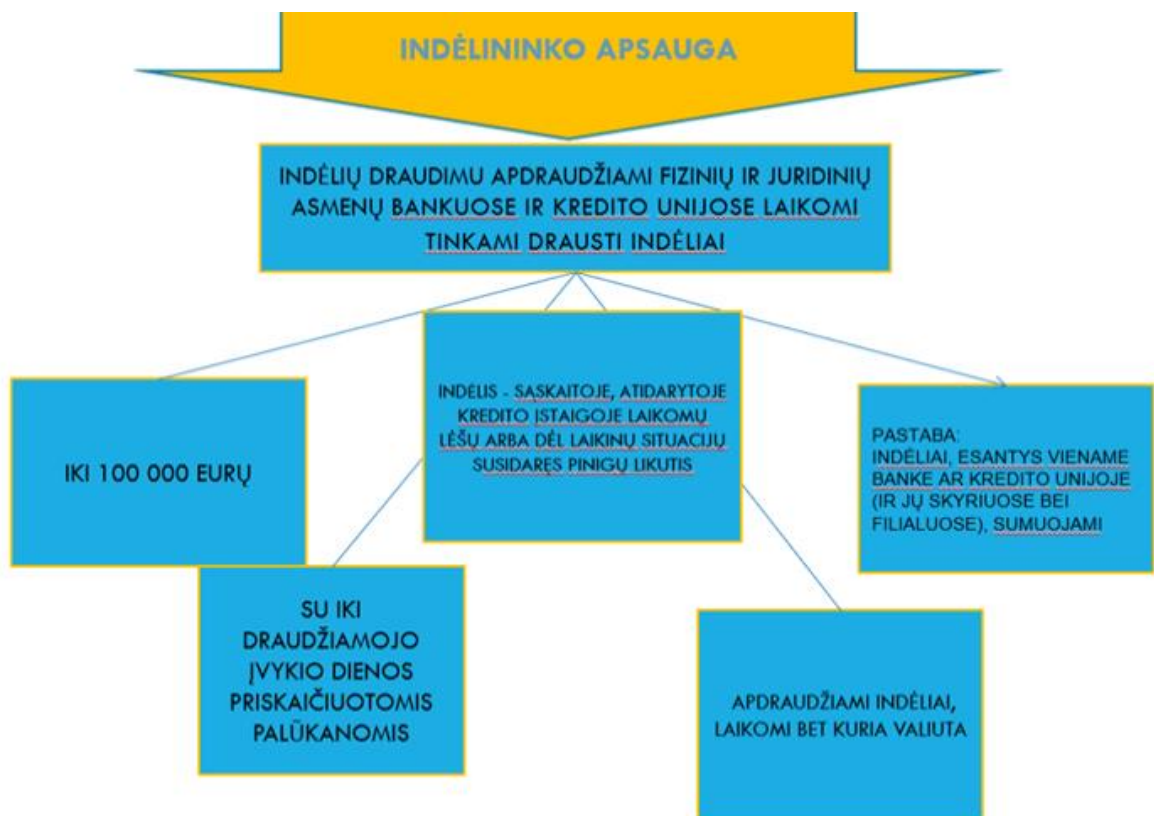 INDĖLININKO APSAUGA
INDĖLIŲ DRAUDIMU APDRAUDŽIAMI FIZINIŲ IR JURIDINIŲ
ASMENŲ BANKUOSE IR KREDITO UNIJOSE LAIKOMI
TINKAMI DRAUSTI INDĖLIAI
IKI 100 000 EURŲ
SU IKI
DRAUDŽIAMOJO
ĮVYKIO DIENOS
PRISKAIČIUOTOMIS
PALŪKANOMIS
INDĖLIS - SĄSKAITOJE, ATIDARYTOJE
KREDITO ĮSTAIGOJE LAIKOMŲ
LĖŠŲ ARBA DĖL LAIKINŲ SITUACIJŲ
SUSIDARĘS PINIGŲ LIKUTIS
APDRAUDŽIAMI INDĖLIAI,
LAIKOMI BET KURIA VALIUTA
PASTABA:
INDĖLIAI, ESANTYS VIENAME
BANKE AR KREDITO UNIJOJE
(IR JŲ SKYRIUOSE BEI
FILIALUOSE), SUMUOJAMI